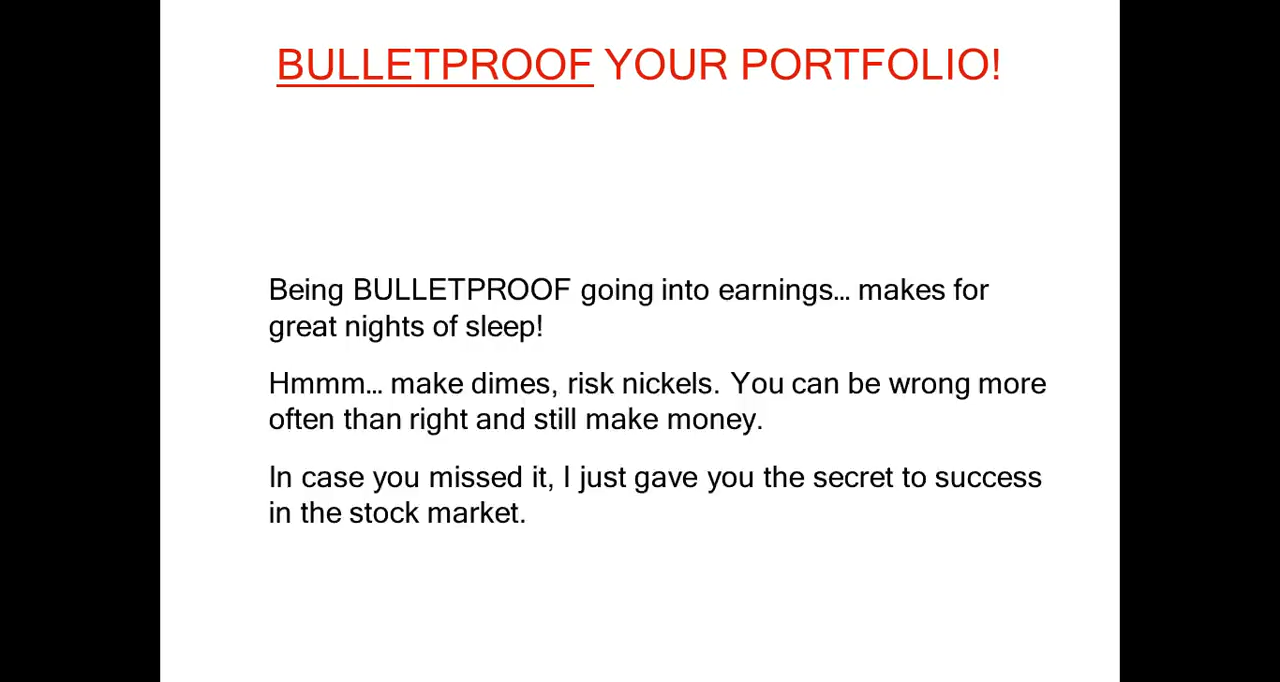 BULLETPROOF YOUR PORTFOLIO!
Being BULLETPROOF going into earnings... makes for
great nights of sleep!
Hmmm... make dimes, risk nickels. You can be wrong more
often than right and still make money.
In case you missed it, I just gave you the secret to success
in the stock market.